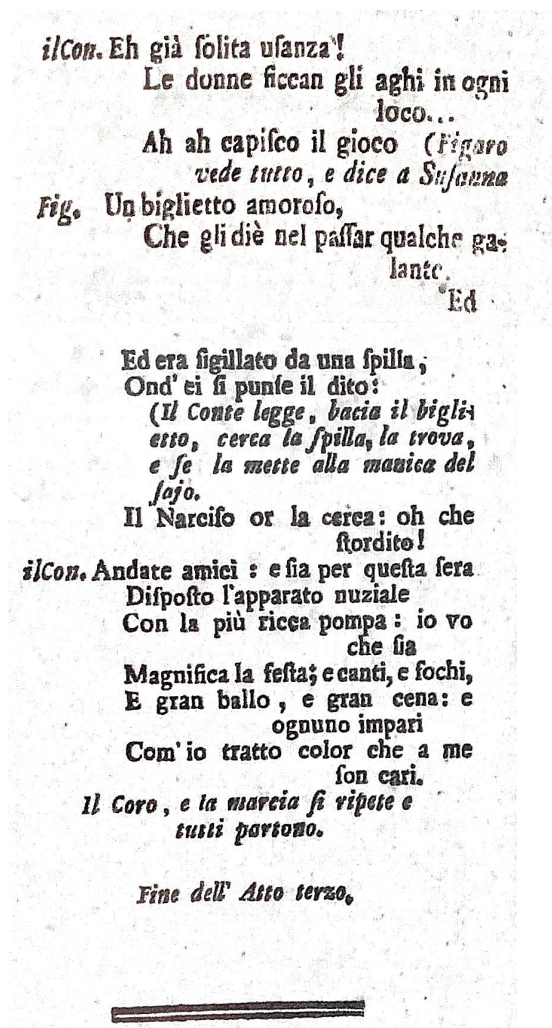 ilCon. Eh già ſolita uſanza!
Le donne ficcan gli aghi in ogni
loco...
Ah ah capiſco il gioco (Figaro
vede tutto, e dice a Suſanna
Fig. Un biglietto amoroſo,
Che gli diè nel paſſar qualche ga-
lante.
Ed
Ed era ſigillato da una ſpilla,
Ond' ei ſi punſe il dito:
(Il Conte legge, bacia il bigli-
etto, cerca la ſpilla, la trova,
e ſe la mette alla manica del
ſajo.
Il Narciſo or la cerca: oh che
ſtordito!
ilCon. Andate amici: e ſia per queſta ſera
Diſpoſto l'apparato nuziale
Con la più ricca pompa: io vo
che ſia
Magnifica la feſta; e canti, e fochi,
E gran ballo, e gran cena: e
ognuno impari
Com' io tratto color che a me
ſon cari.
Il Coro, e la marcia ſi ripete e
tutti partono.
Fine dell' Atto terzo.